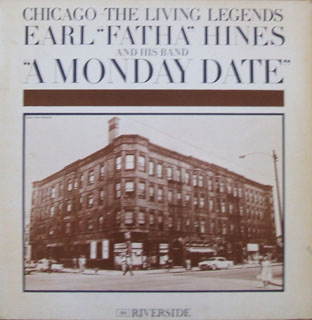 CHICAGO-THE LIVING LEGENDS
EARL "FATHA" HINES
AND HIS BAND
"A MONDAY DATE"
RIVERSIDE